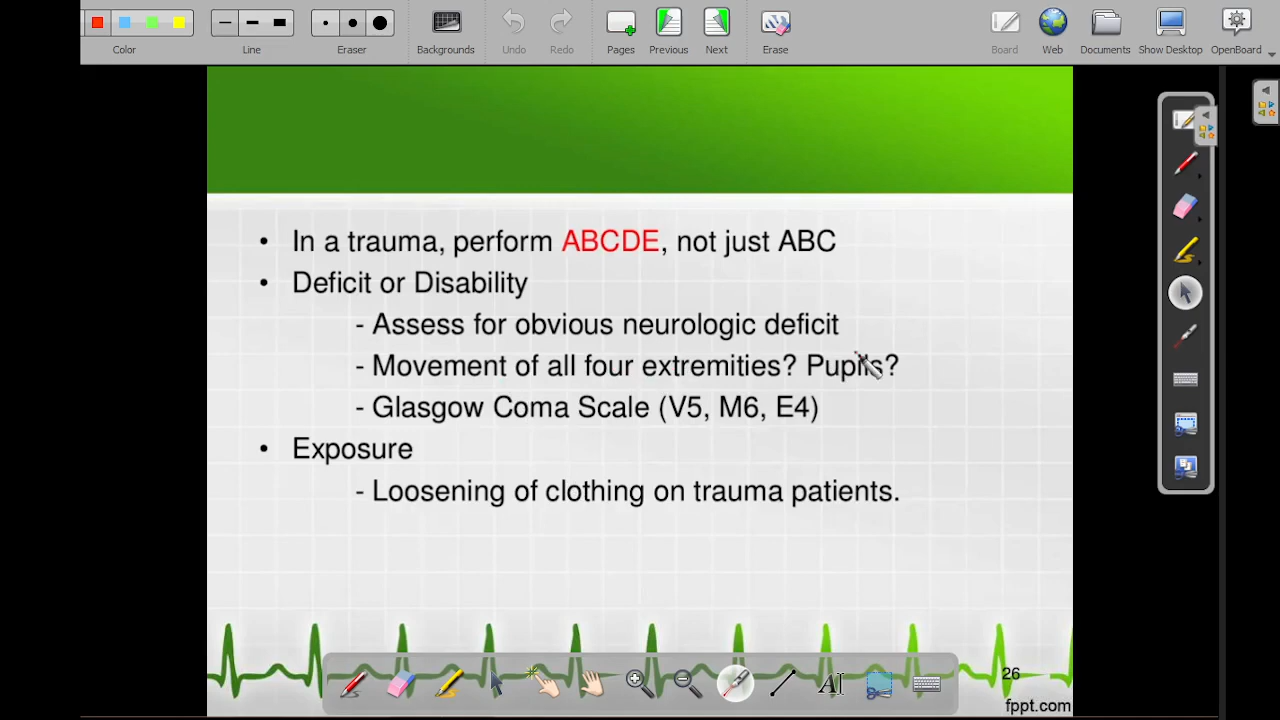 Color
Line
Eraser
Backgrounds
Undo
Redo
Pages
Previous
Next
Erase
Board
Web
Documents
Show Desktop
OpenBoard
• In a trauma, perform ABCDE, not just ABC
• Deficit or Disability
- Assess for obvious neurologic deficit
- Movement of all four extremities? Pupils?
- Glasgow Coma Scale (V5, M6, E4)
• Exposure
- Loosening of clothing on trauma patients.
26
fppt.com